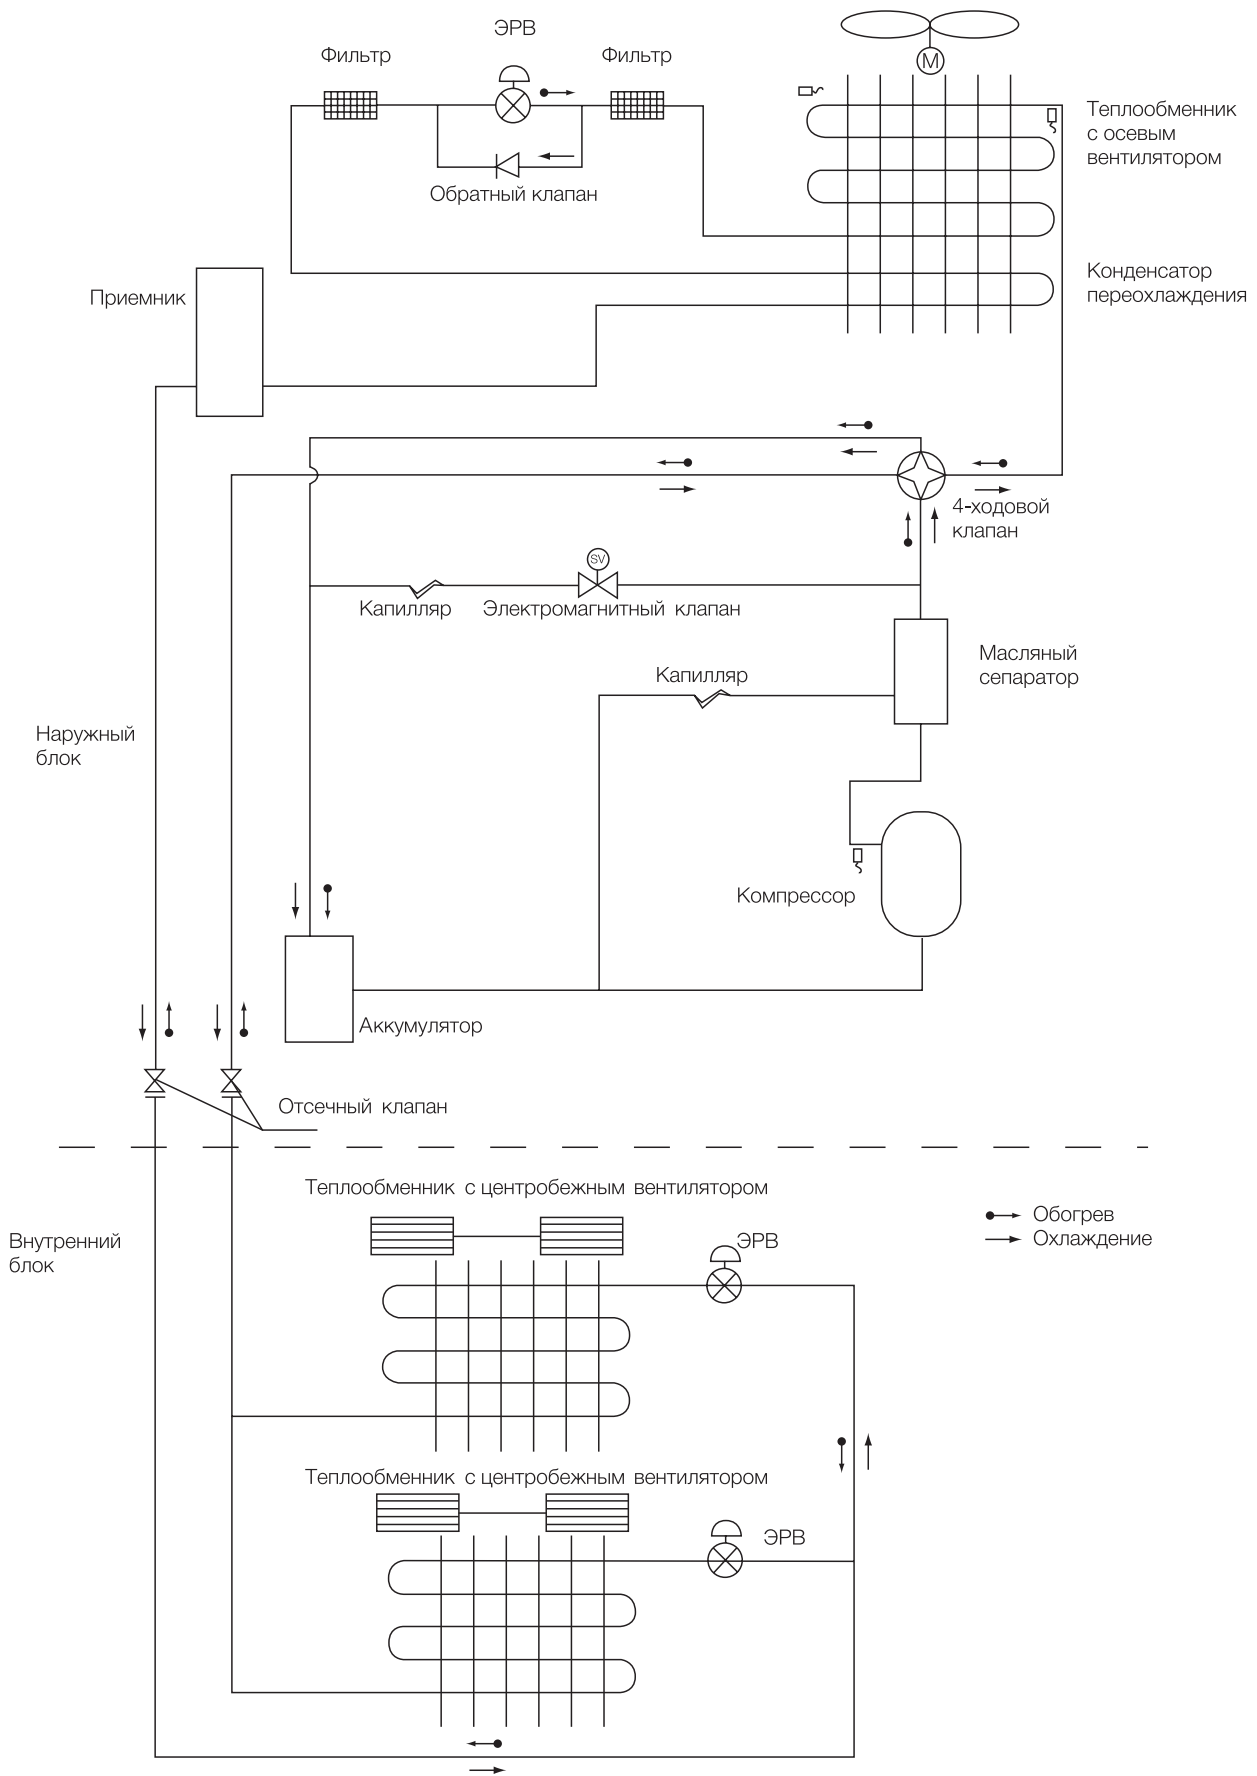 ЭРВ
Фильтр
Фильтр
M
Обратный клапан
Теплообменник
с осевым
вентилятором
Конденсатор
переохлаждения
Приемник
4-ходовой
клапан
SV
Капилляр
Электромагнитный клапан
Масляный
сепаратор
Капилляр
Наружный
блок
Компрессор
Аккумулятор
Отсечный клапан
Теплообменник с центробежным вентилятором
Обогрев
Охлаждение
Внутренний
блок
ЭРВ
Теплообменник с центробежным вентилятором
ЭРВ